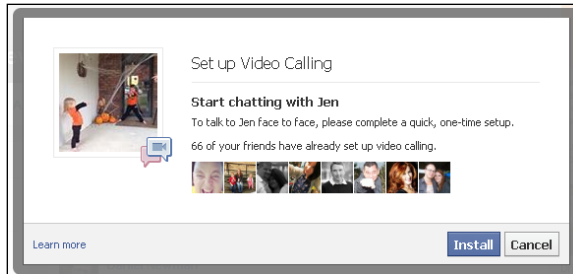 Set up Video Calling
Start chatting with Jen
To talk to Jen face to face, please complete a quick, one-time setup.
66 of your friends have already set up video calling.
Learn more
Install
Cancel